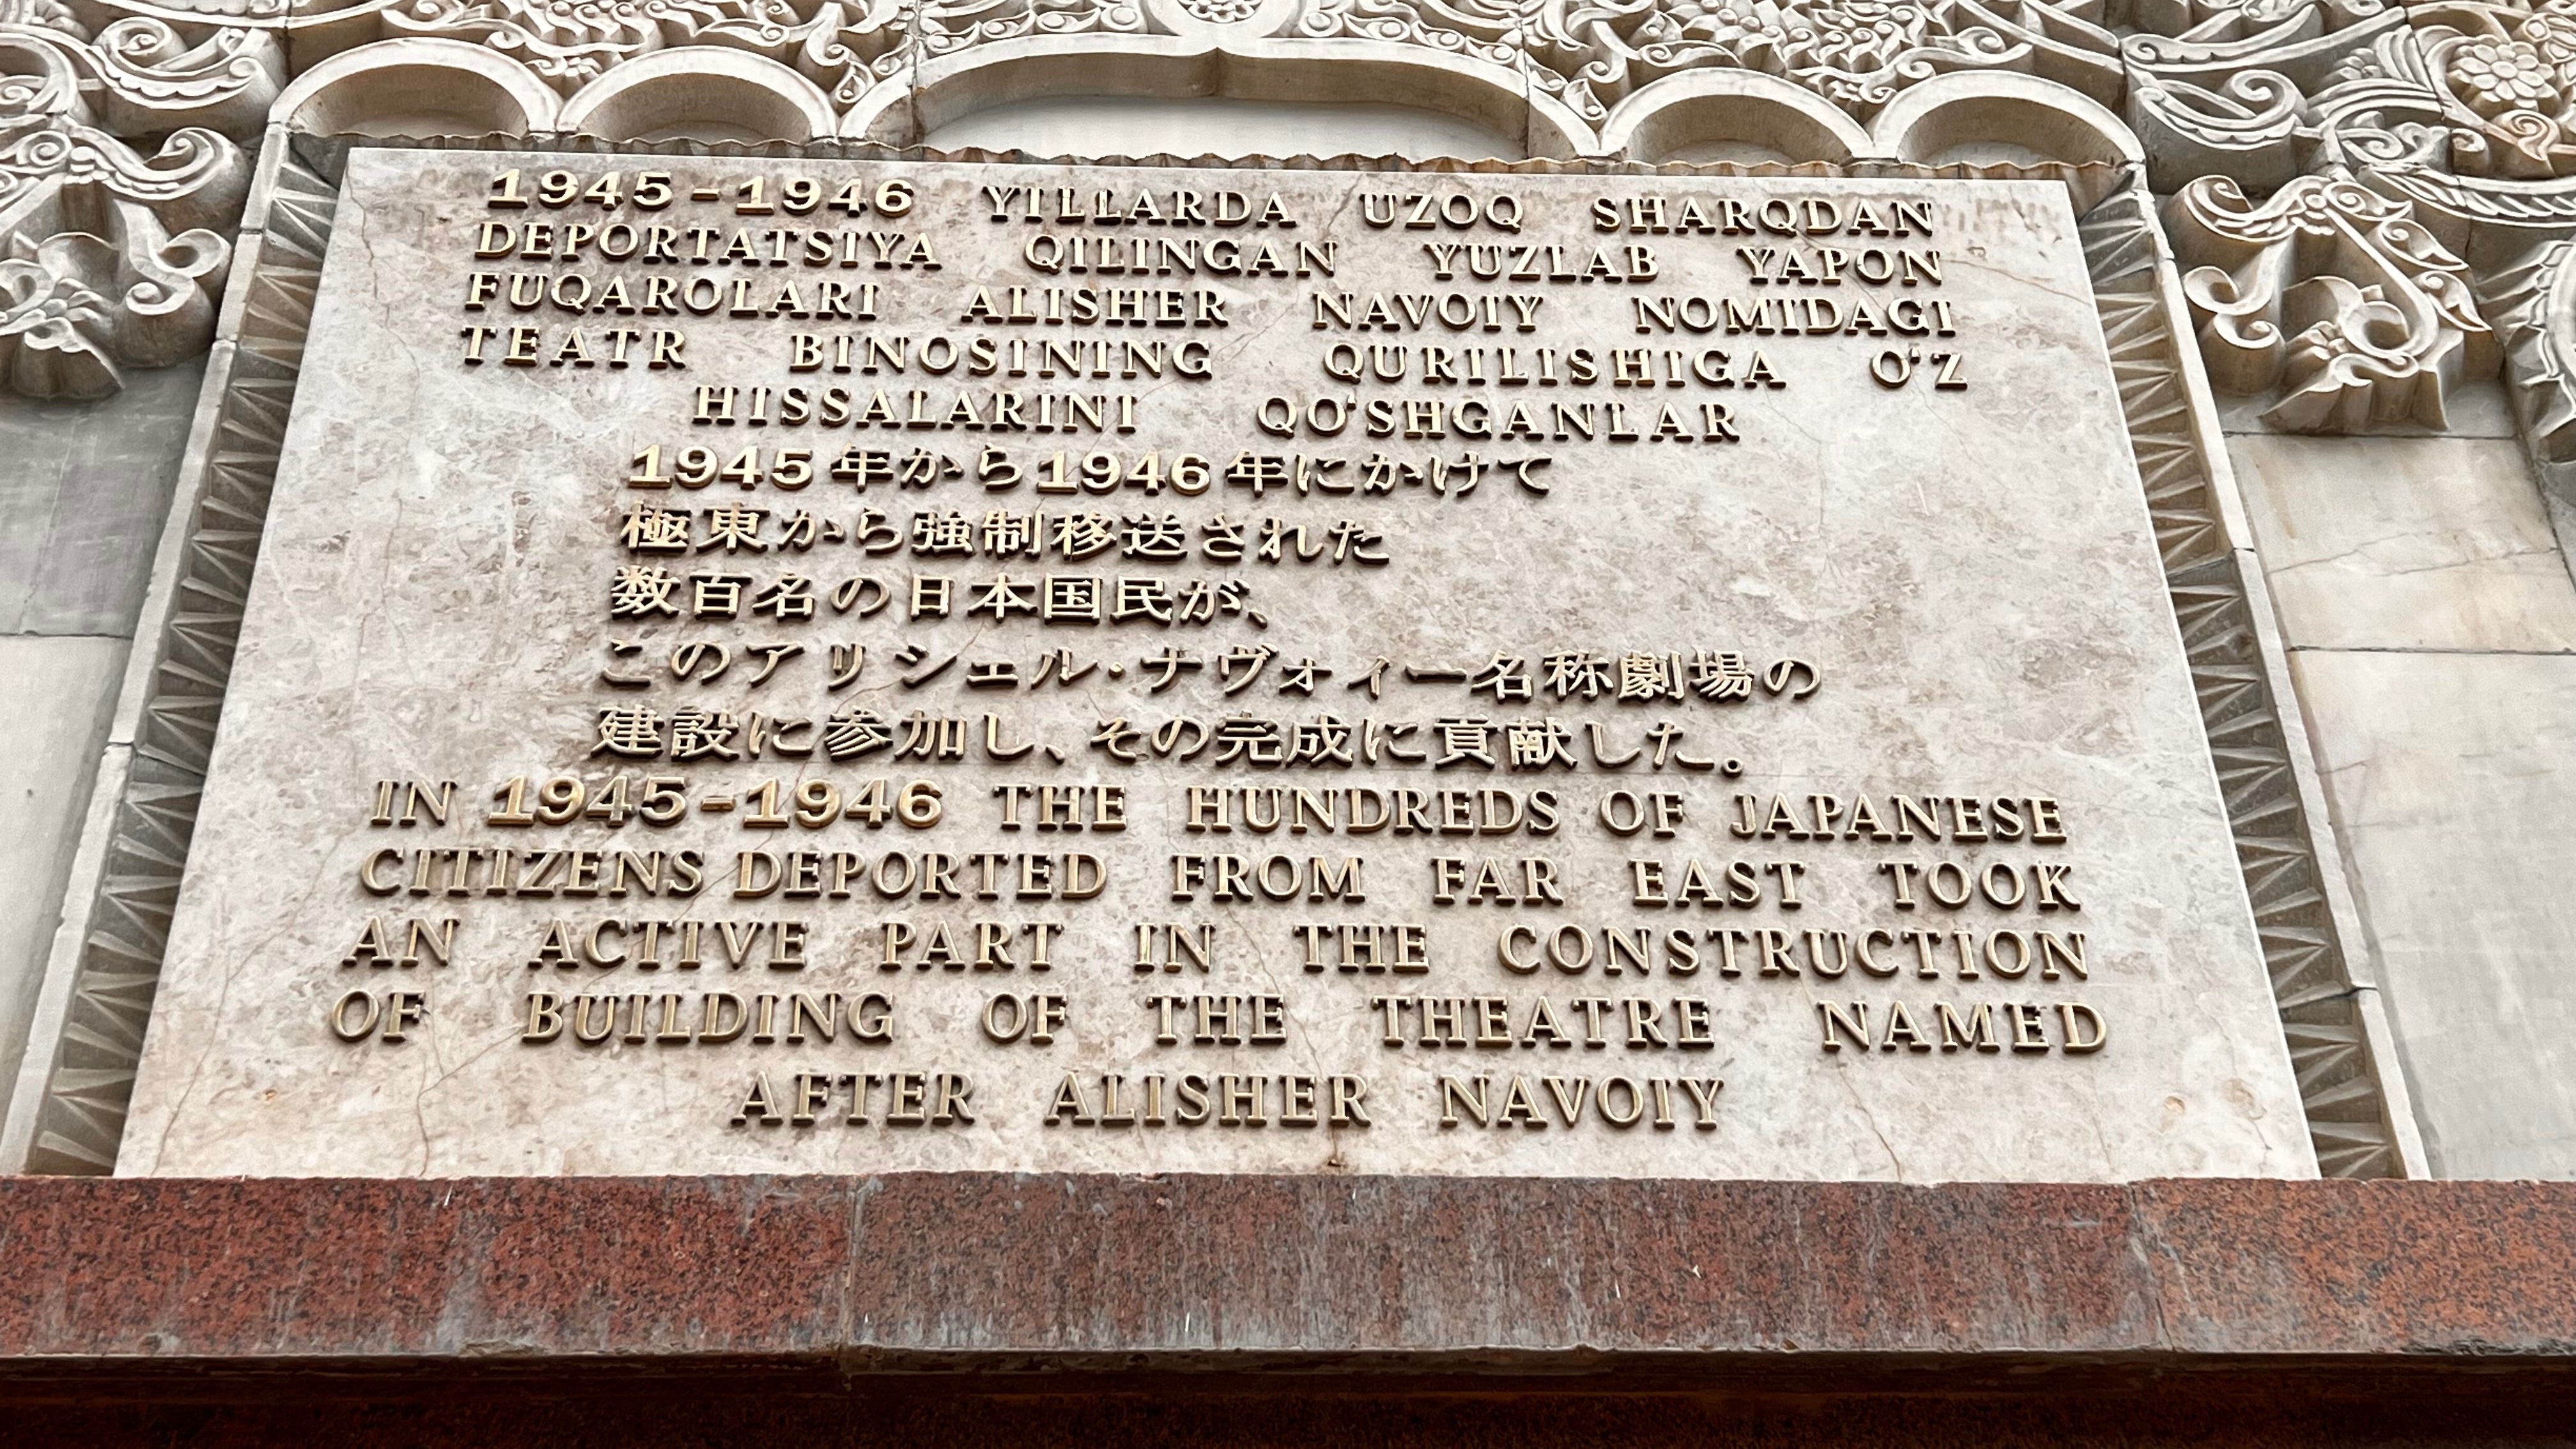 1945-1946 YILLARDA UZOQ SHARQDAN
DEPORTATSIYA QILINGAN YUZLAB YAPON
FUQAROLARI ALISHER NAVOIY NOMIDAGI
TEATR BINOSINING QURILISHIGA O‘Z
HISSALARINI QO‘SHGANLAR
1945年から1946年にかけて
極東から強制移送された
数百名の日本国民が、
このアリシェル・ナヴォィー名称劇場の
建設に参加し、その完成に貢献した。
IN 1945-1946 THE HUNDREDS OF JAPANESE
CITIZENS DEPORTED FROM FAR EAST TOOK
AN ACTIVE PART IN THE CONSTRUCTION
OF BUILDING OF THE THEATRE NAMED
AFTER ALISHER NAVOIY